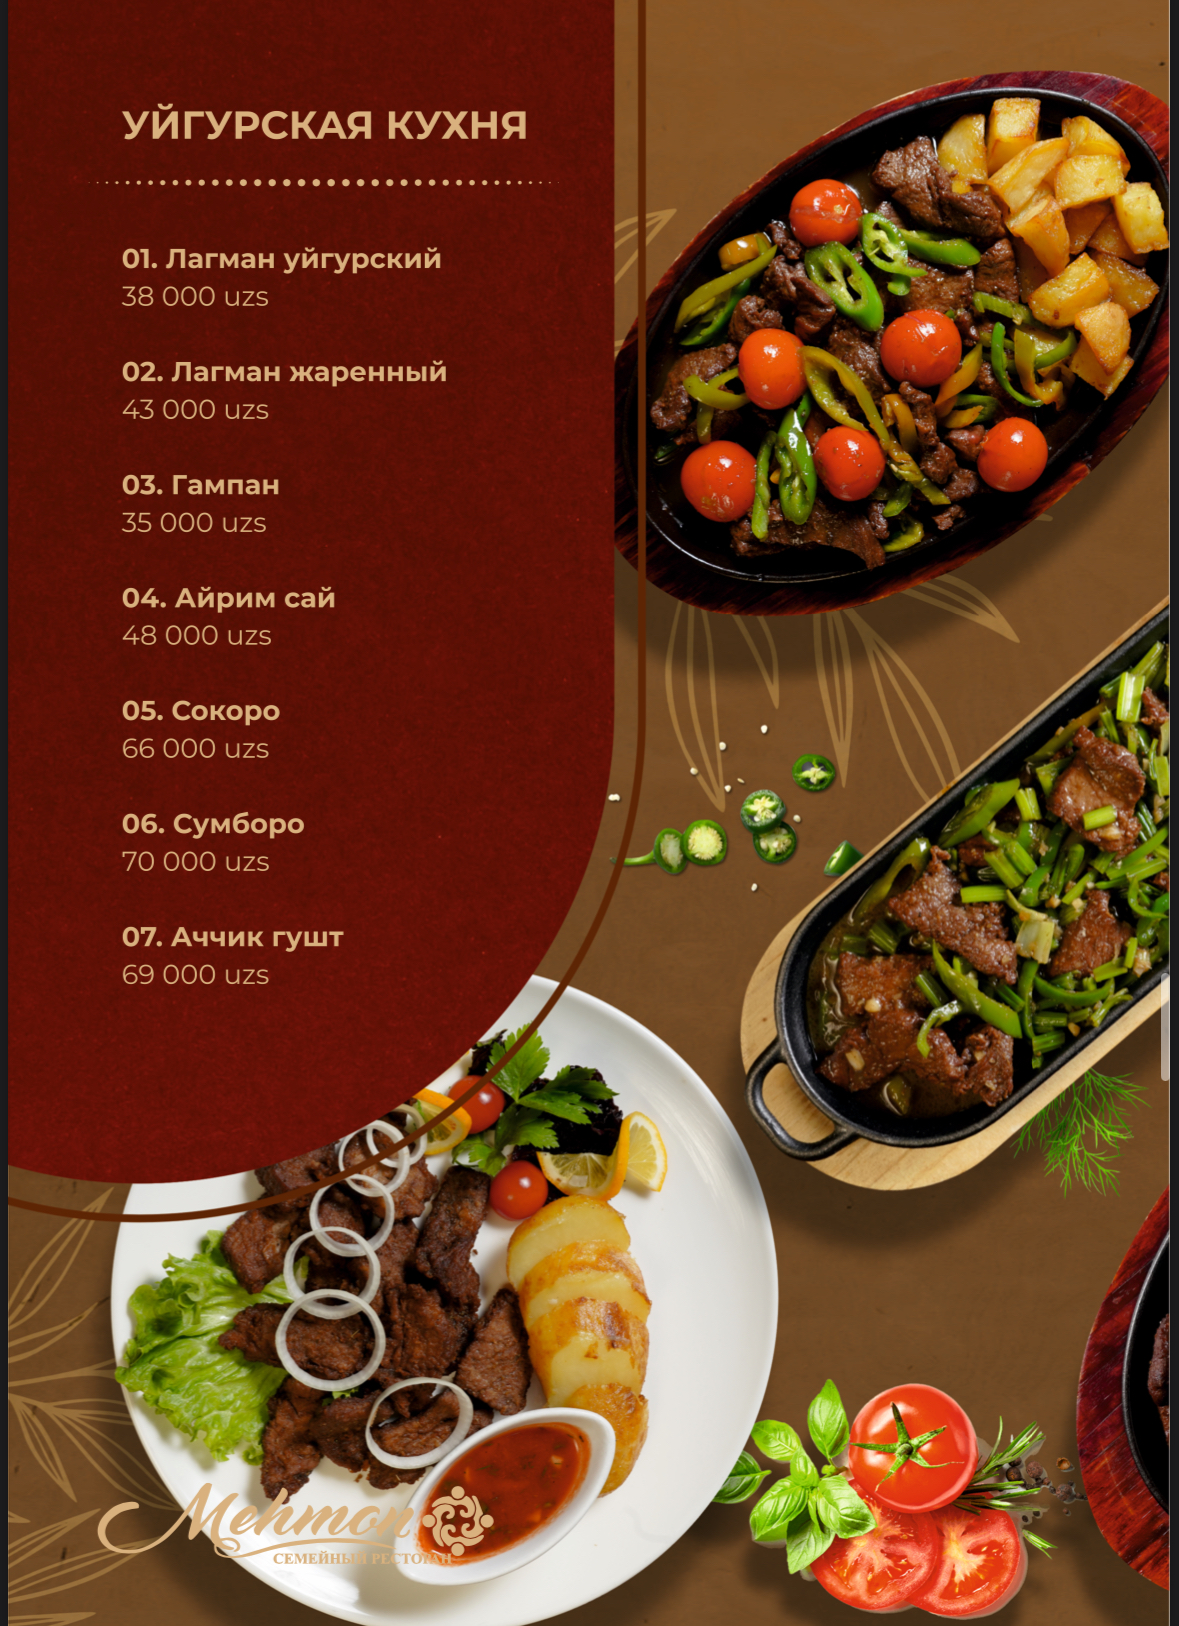 УЙГУРСКАЯ КУХНЯ
01. Лагман уйгурский
38 000 uzs
02. Лагман жаренный
43 000 uzs
03. Гампан
35 000 uzs
04. Айрим сай
48 000 uzs
05. Сокоро
66 000 uzs
06. Сумборо
70 000 uzs
07. Аччик гушт
69 000 uzs
Mehmon
СЕМЕЙНЫЙ РЕСТОРАН